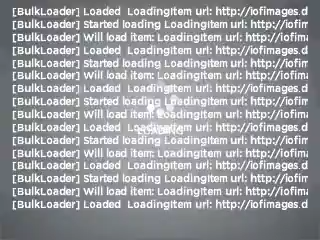 [BulkLoader] Loaded LoadingItem url: http://iofimages.d
[BulkLoader] Started loading LoadingItem url: http://iofim
[BulkLoader] Will load item: LoadingItem url: http://iofima
[BulkLoader] Loaded LoadingItem url: http://iofimages.d
[BulkLoader] Started loading LoadingItem url: http://iofim
[BulkLoader] Will load item: LoadingItem url: http://iofima
[BulkLoader] Loaded LoadingItem url: http://iofimages.d
[BulkLoader] Started loading LoadingItem url: http://iofim
[BulkLoader] Will load item: LoadingItem url: http://iofima
[BulkLoader] Loaded LoadingItem url: http://iofimages.d
LOADING
[BulkLoader] Started loading LoadingItem url: http://iofim
[BulkLoader] Will load item: LoadingItem url: http://iofima
[BulkLoader] Loaded LoadingItem url: http://iofimages.d
[BulkLoader] Started loading LoadingItem url: http://iofim
[BulkLoader] Will load item: LoadingItem url: http://iofima
[BulkLoader] Loaded LoadingItem url: http://iofimages.d